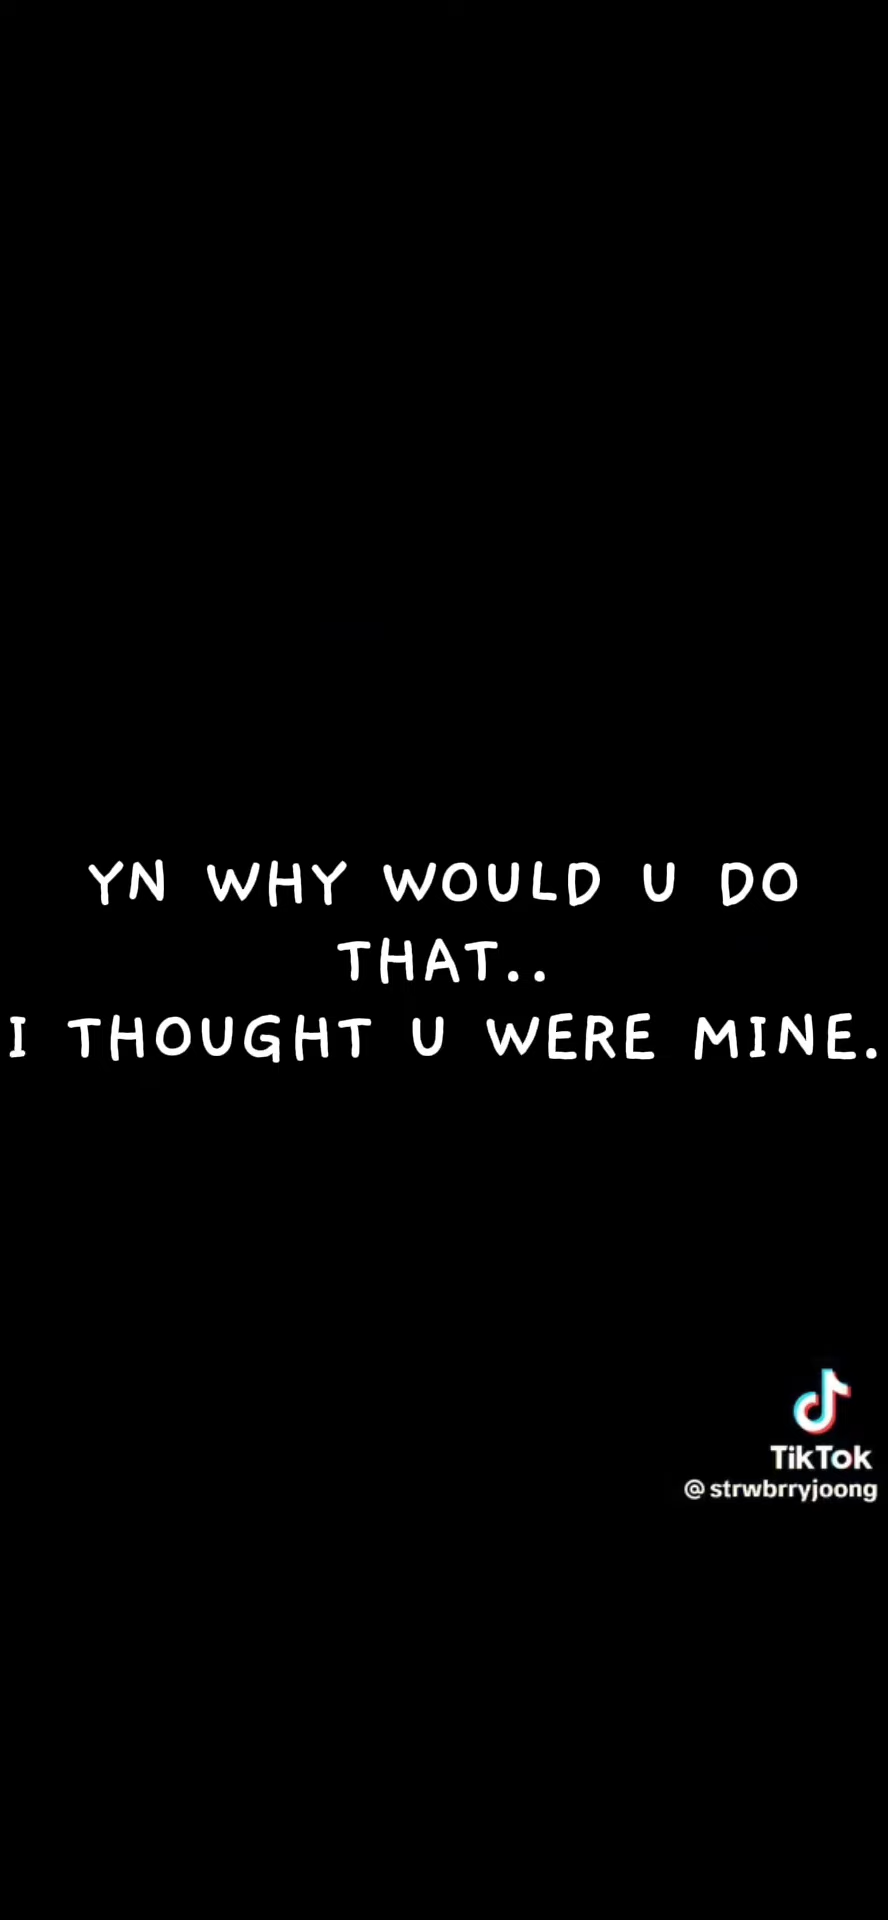 YN WHY WOULD U DO
THAT..
I THOUGHT U WERE MINE.
TikTok
@strwbrryjoong